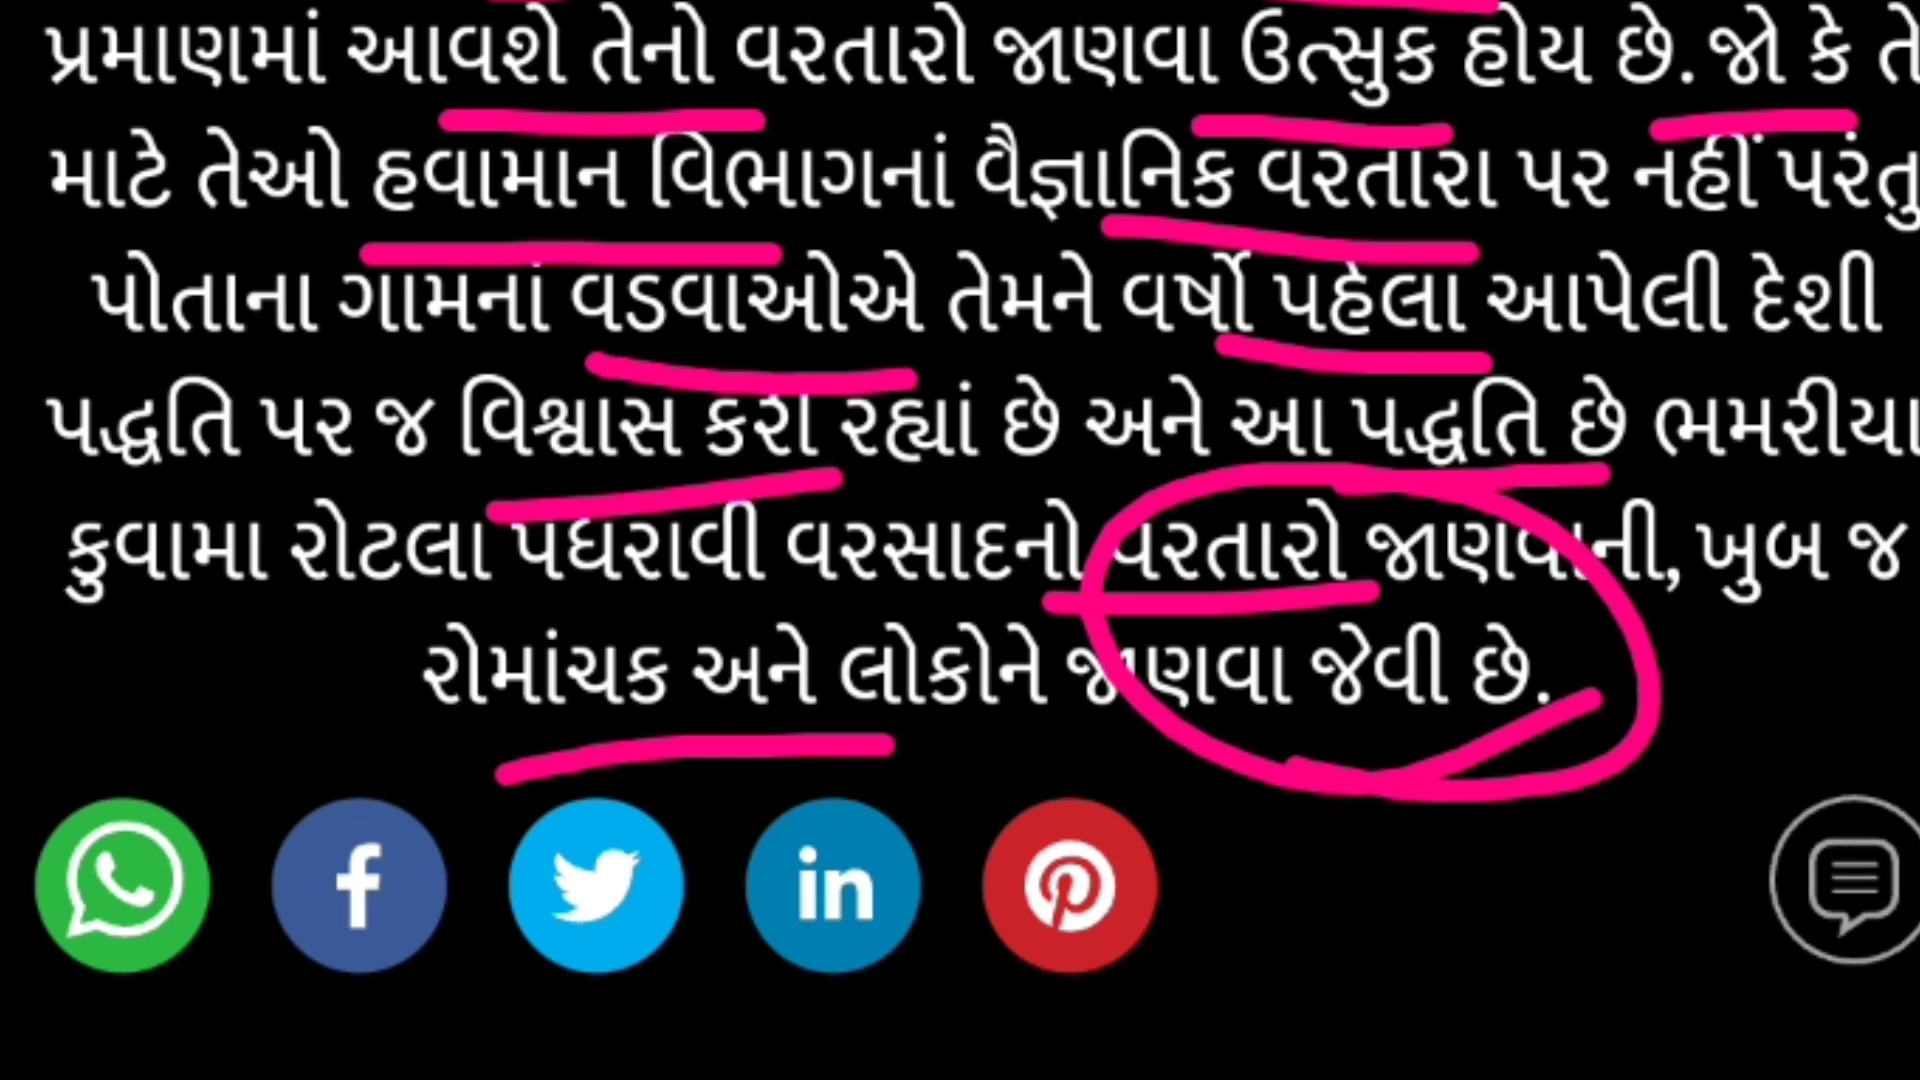 પ્રમાણમાં આવશે તેનો વરતારો જાણવા ઉત્સુક હોય છે. જો કે તે
માટે તેઓ હવામાન વિભાગનાં વૈજ્ઞાનિક વરતારા પર નહીં પરંતુ
પોતાના ગામનાં વડવાઓએ તેમને વર્ષો પહેલા આપેલી દેશી
પદ્ધતિ પર જ વિશ્વાસ કરી રહ્યાં છે અને આ પદ્ધતિ છે ભમરીયા
કુવામા રોટલા પધરાવી વરસાદનો વરતારો જાણવાની, ખુબ જ
રોમાંચક અને લોકોને જાણવા જેવી છે.
f in